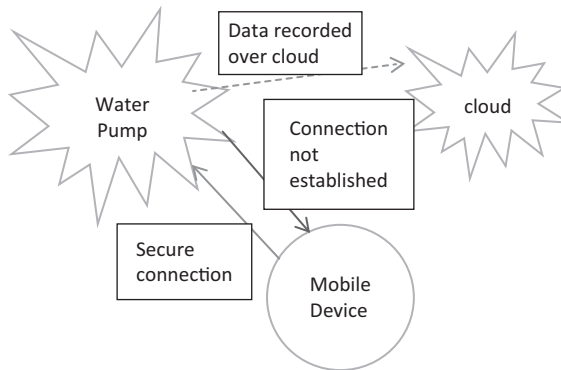 Data recorded
over cloud
Water
Pump
cloud
Connection
not
established
Secure
connection
Mobile
Device